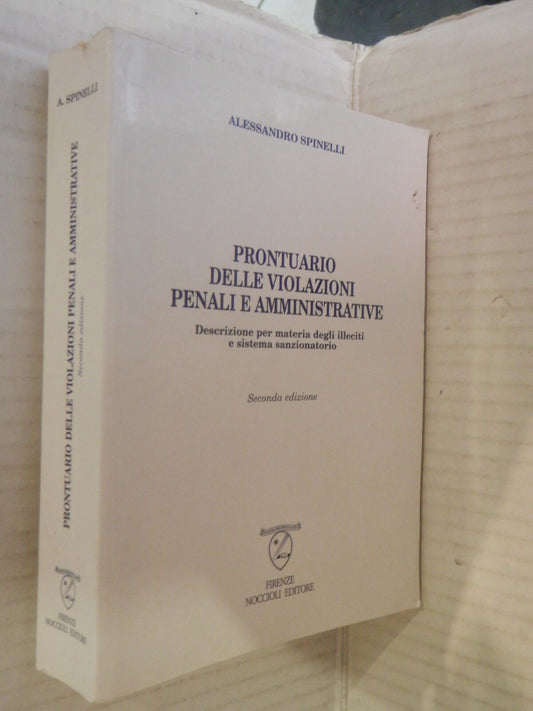 ALESSANDRO SPINELLI
PRONTUARIO
DELLE VIOLAZIONI
PENALI E AMMINISTRATIVE
Descrizione per materia degli illeciti
e sistema sanzionatorio
Seconda edizione
FIRENZE
NOCCIOLI EDITORE
A. SPINELLI
PRONTUARIO DELLE VIOLAZIONI PENALI E AMMINISTRATIVE
Seconda edizione
FIRENZE
NOCCIOLI EDITORE